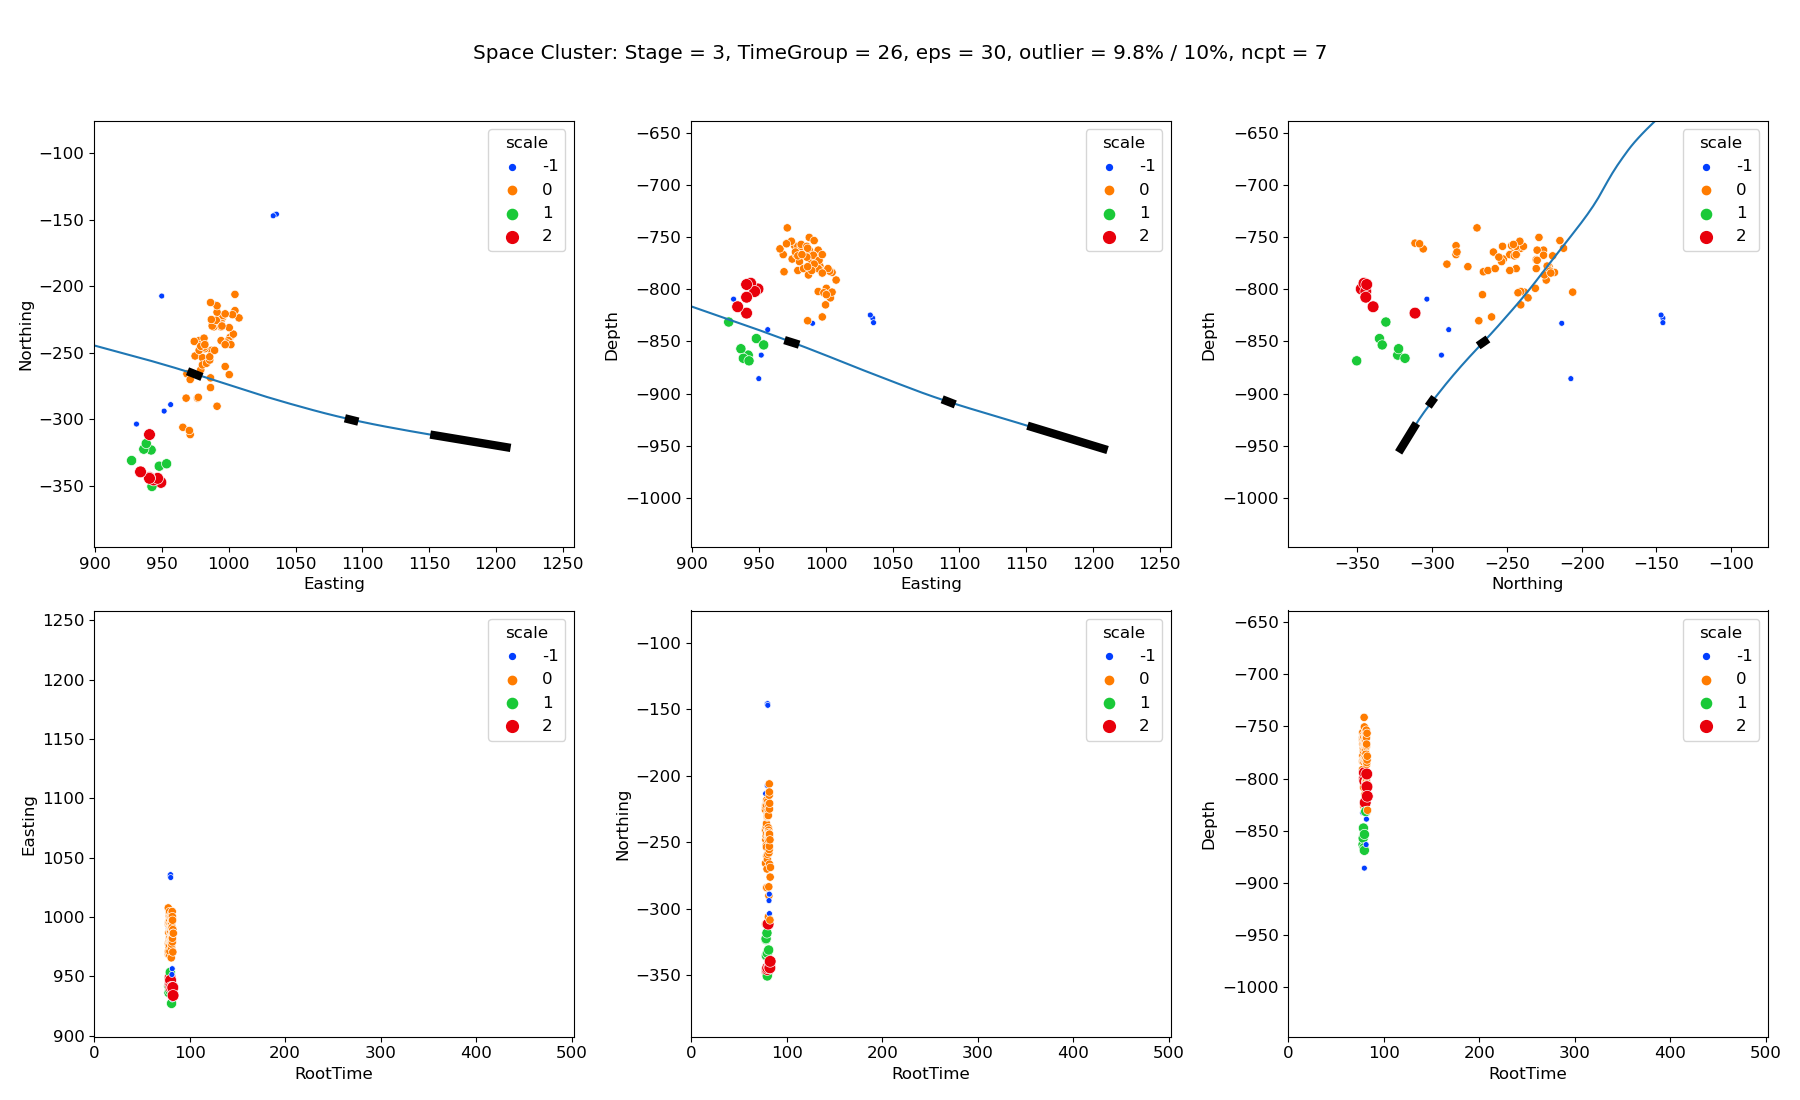 Space Cluster: Stage = 3, TimeGroup = 26, eps = 30, outlier = 9.8% / 10%, ncpt = 7
scale
-1
0
1
2
−100
−150
−200
−250
−300
−350
Northing
900 950 1000 1050 1100 1150 1200 1250
Easting
scale
-1
0
1
2
−650
−700
−750
−800
−850
−900
−950
−1000
Depth
900 950 1000 1050 1100 1150 1200 1250
Easting
scale
-1
0
1
2
−650
−700
−750
−800
−850
−900
−950
−1000
Depth
−350 −300 −250 −200 −150 −100
Northing
scale
-1
0
1
2
1250
1200
1150
1100
1050
1000
950
900
Easting
0 100 200 300 400 500
RootTime
scale
-1
0
1
2
−100
−150
−200
−250
−300
−350
Northing
0 100 200 300 400 500
RootTime
scale
-1
0
1
2
−650
−700
−750
−800
−850
−900
−950
−1000
Depth
0 100 200 300 400 500
RootTime